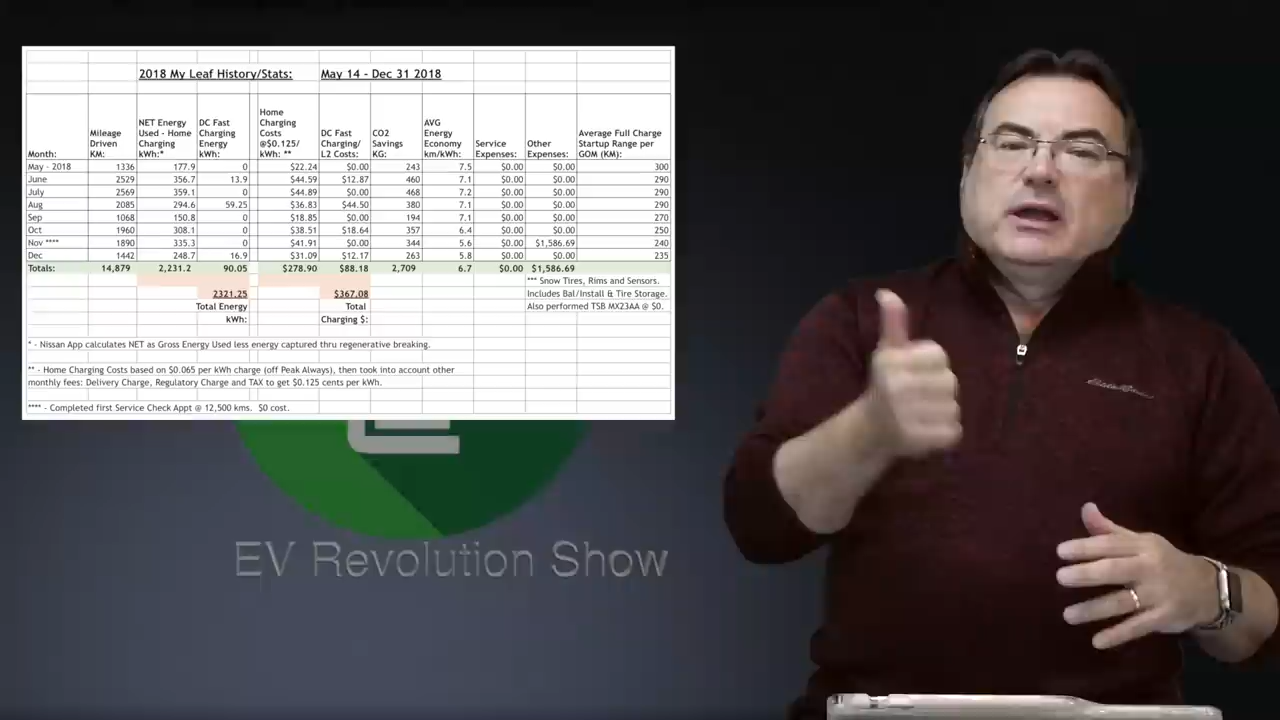 2018 My Leaf History/Stats: May 14 - Dec 31 2018
Month: Mileage Driven KM: NET Energy Used - Home Charging kWh:* DC Fast Charging Energy kWh: Home Charging Costs @$0.125/ kWh: ** DC Fast Charging/ L2 Costs: CO2 Savings KG: AVG Energy Economy km/kWh: Service Expenses: Other Expenses: Average Full Charge Startup Range per GOM (KM):
May - 2018 1336 177.9 0 $22.24 $0.00 243 7.5 $0.00 $0.00 300
June 2529 356.7 13.9 $44.59 $12.87 460 7.1 $0.00 $0.00 290
July 2569 359.1 0 $44.89 $0.00 468 7.2 $0.00 $0.00 290
Aug 2085 294.6 59.25 $36.83 $44.50 380 7.1 $0.00 $0.00 290
Sep 1068 150.8 0 $18.85 $0.00 194 7.1 $0.00 $0.00 270
Oct 1960 308.1 0 $38.51 $18.64 357 6.4 $0.00 $0.00 250
Nov **** 1890 335.3 0 $41.91 $0.00 344 5.6 $0.00 $1,586.69 240
Dec 1442 248.7 16.9 $31.09 $12.17 263 5.8 $0.00 $0.00 235
Totals: 14,879 2,231.2 90.05 $278.90 $88.18 2,709 6.7 $0.00 $1,586.69
*** Snow Tires, Rims and Sensors.
2321.25 $367.08 Includes Bal/Install & Tire Storage.
Total Energy Total Also performed TSB MX23AA @ $0.
kWh: Charging $:
* - Nissan App calculates NET as Gross Energy Used less energy captured thru regenerative breaking.
** - Home Charging Costs based on $0.065 per kWh charge (off Peak Always), then took into account other
monthly fees: Delivery Charge, Regulatory Charge and TAX to get $0.125 cents per kWh.
**** - Completed first Service Check Appt @ 12,500 kms. $0 cost.
EV Revolution Show